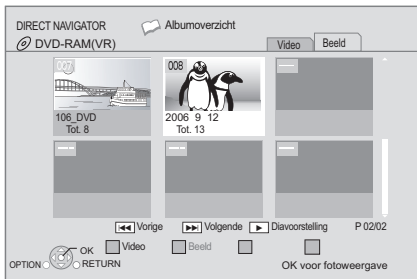 DIRECT NAVIGATOR Albumoverzicht
DVD-RAM(VR) Video Beeld
007 008 ---
106_DVD 2006 9 12
Tot. 8 Tot. 13
--- --- ---
Vorige Volgende Diavoorstelling P 02/02
OK Video Beeld
OPTION RETURN OK voor fotoweergave